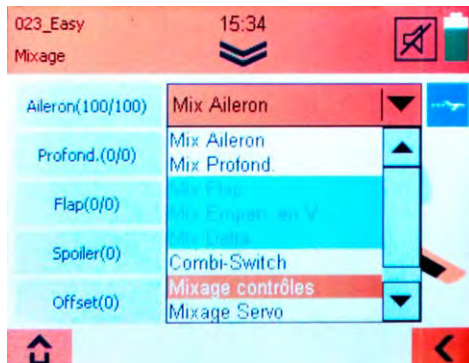 023_Easy 15:34
Mixage
Aileron(100/100) Mix Aileron
Mix Aileron
Profond.(0/0) Mix Profond.
Mix Flap
Flap(0/0) Mix Empen. en V
Mix Delta
Spoiler(0) Combi-Switch
Mixage contrôles
Offset(0) Mixage Servo